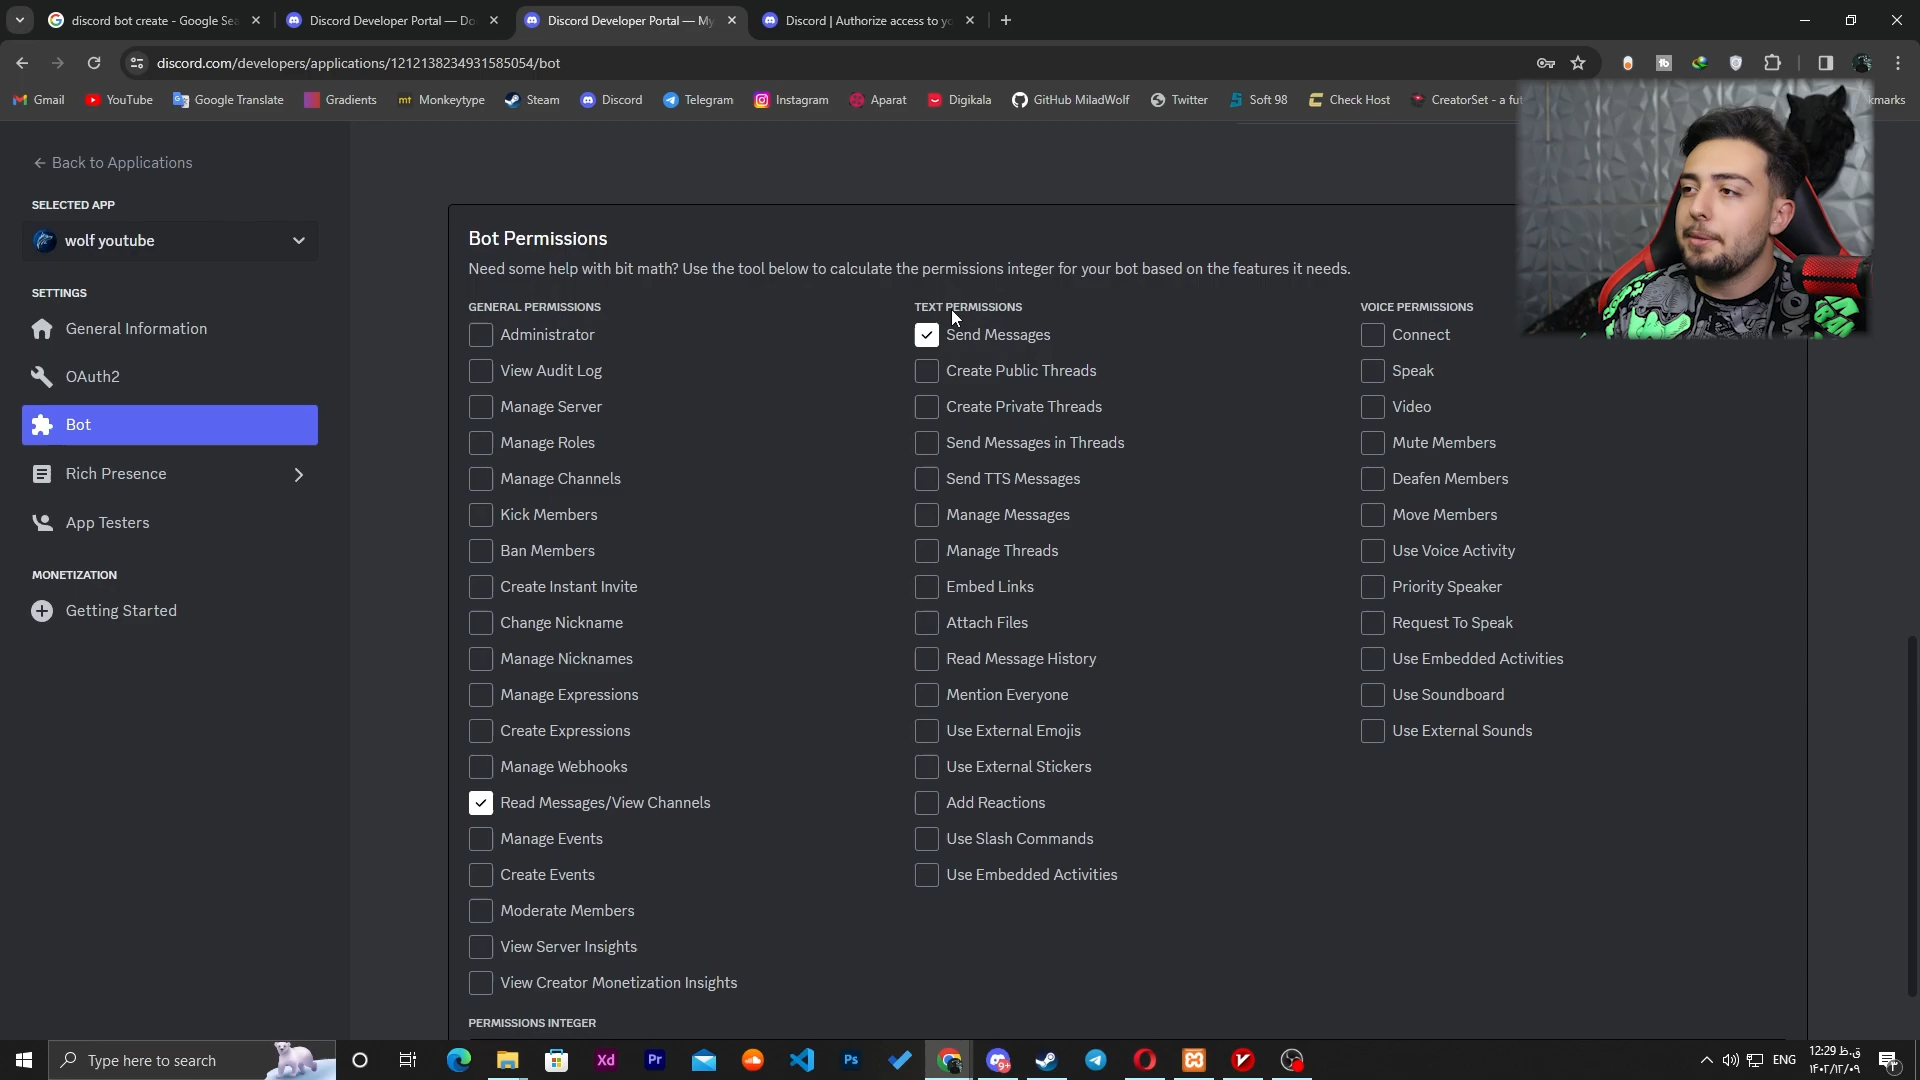 discord bot create - Google Se
Discord Developer Portal — Do
Discord Developer Portal — My
Discord | Authorize access to yo
discord.com/developers/applications/1212138234931585054/bot
Gmail
YouTube
Google Translate
Gradients
mt Monkeytype
Steam
Discord
Telegram
Instagram
Aparat
Digikala
GitHub MiladWolf
Twitter
Soft 98
Check Host
CreatorSet - a fut
kmarks
Back to Applications
SELECTED APP
wolf youtube
SETTINGS
General Information
OAuth2
Bot
Rich Presence
App Testers
MONETIZATION
Getting Started
Bot Permissions
Need some help with bit math? Use the tool below to calculate the permissions integer for your bot based on the features it needs.
GENERAL PERMISSIONS
Administrator
View Audit Log
Manage Server
Manage Roles
Manage Channels
Kick Members
Ban Members
Create Instant Invite
Change Nickname
Manage Nicknames
Manage Expressions
Create Expressions
Manage Webhooks
Read Messages/View Channels
Manage Events
Create Events
Moderate Members
View Server Insights
View Creator Monetization Insights
TEXT PERMISSIONS
Send Messages
Create Public Threads
Create Private Threads
Send Messages in Threads
Send TTS Messages
Manage Messages
Manage Threads
Embed Links
Attach Files
Read Message History
Mention Everyone
Use External Emojis
Use External Stickers
Add Reactions
Use Slash Commands
Use Embedded Activities
VOICE PERMISSIONS
Connect
Speak
Video
Mute Members
Deafen Members
Move Members
Use Voice Activity
Priority Speaker
Request To Speak
Use Embedded Activities
Use Soundboard
Use External Sounds
PERMISSIONS INTEGER
Type here to search
Xd
Pr
Ps
9+
ENG
12:29 ق.ظ
۱۴۰۲/۱۲/۰۹